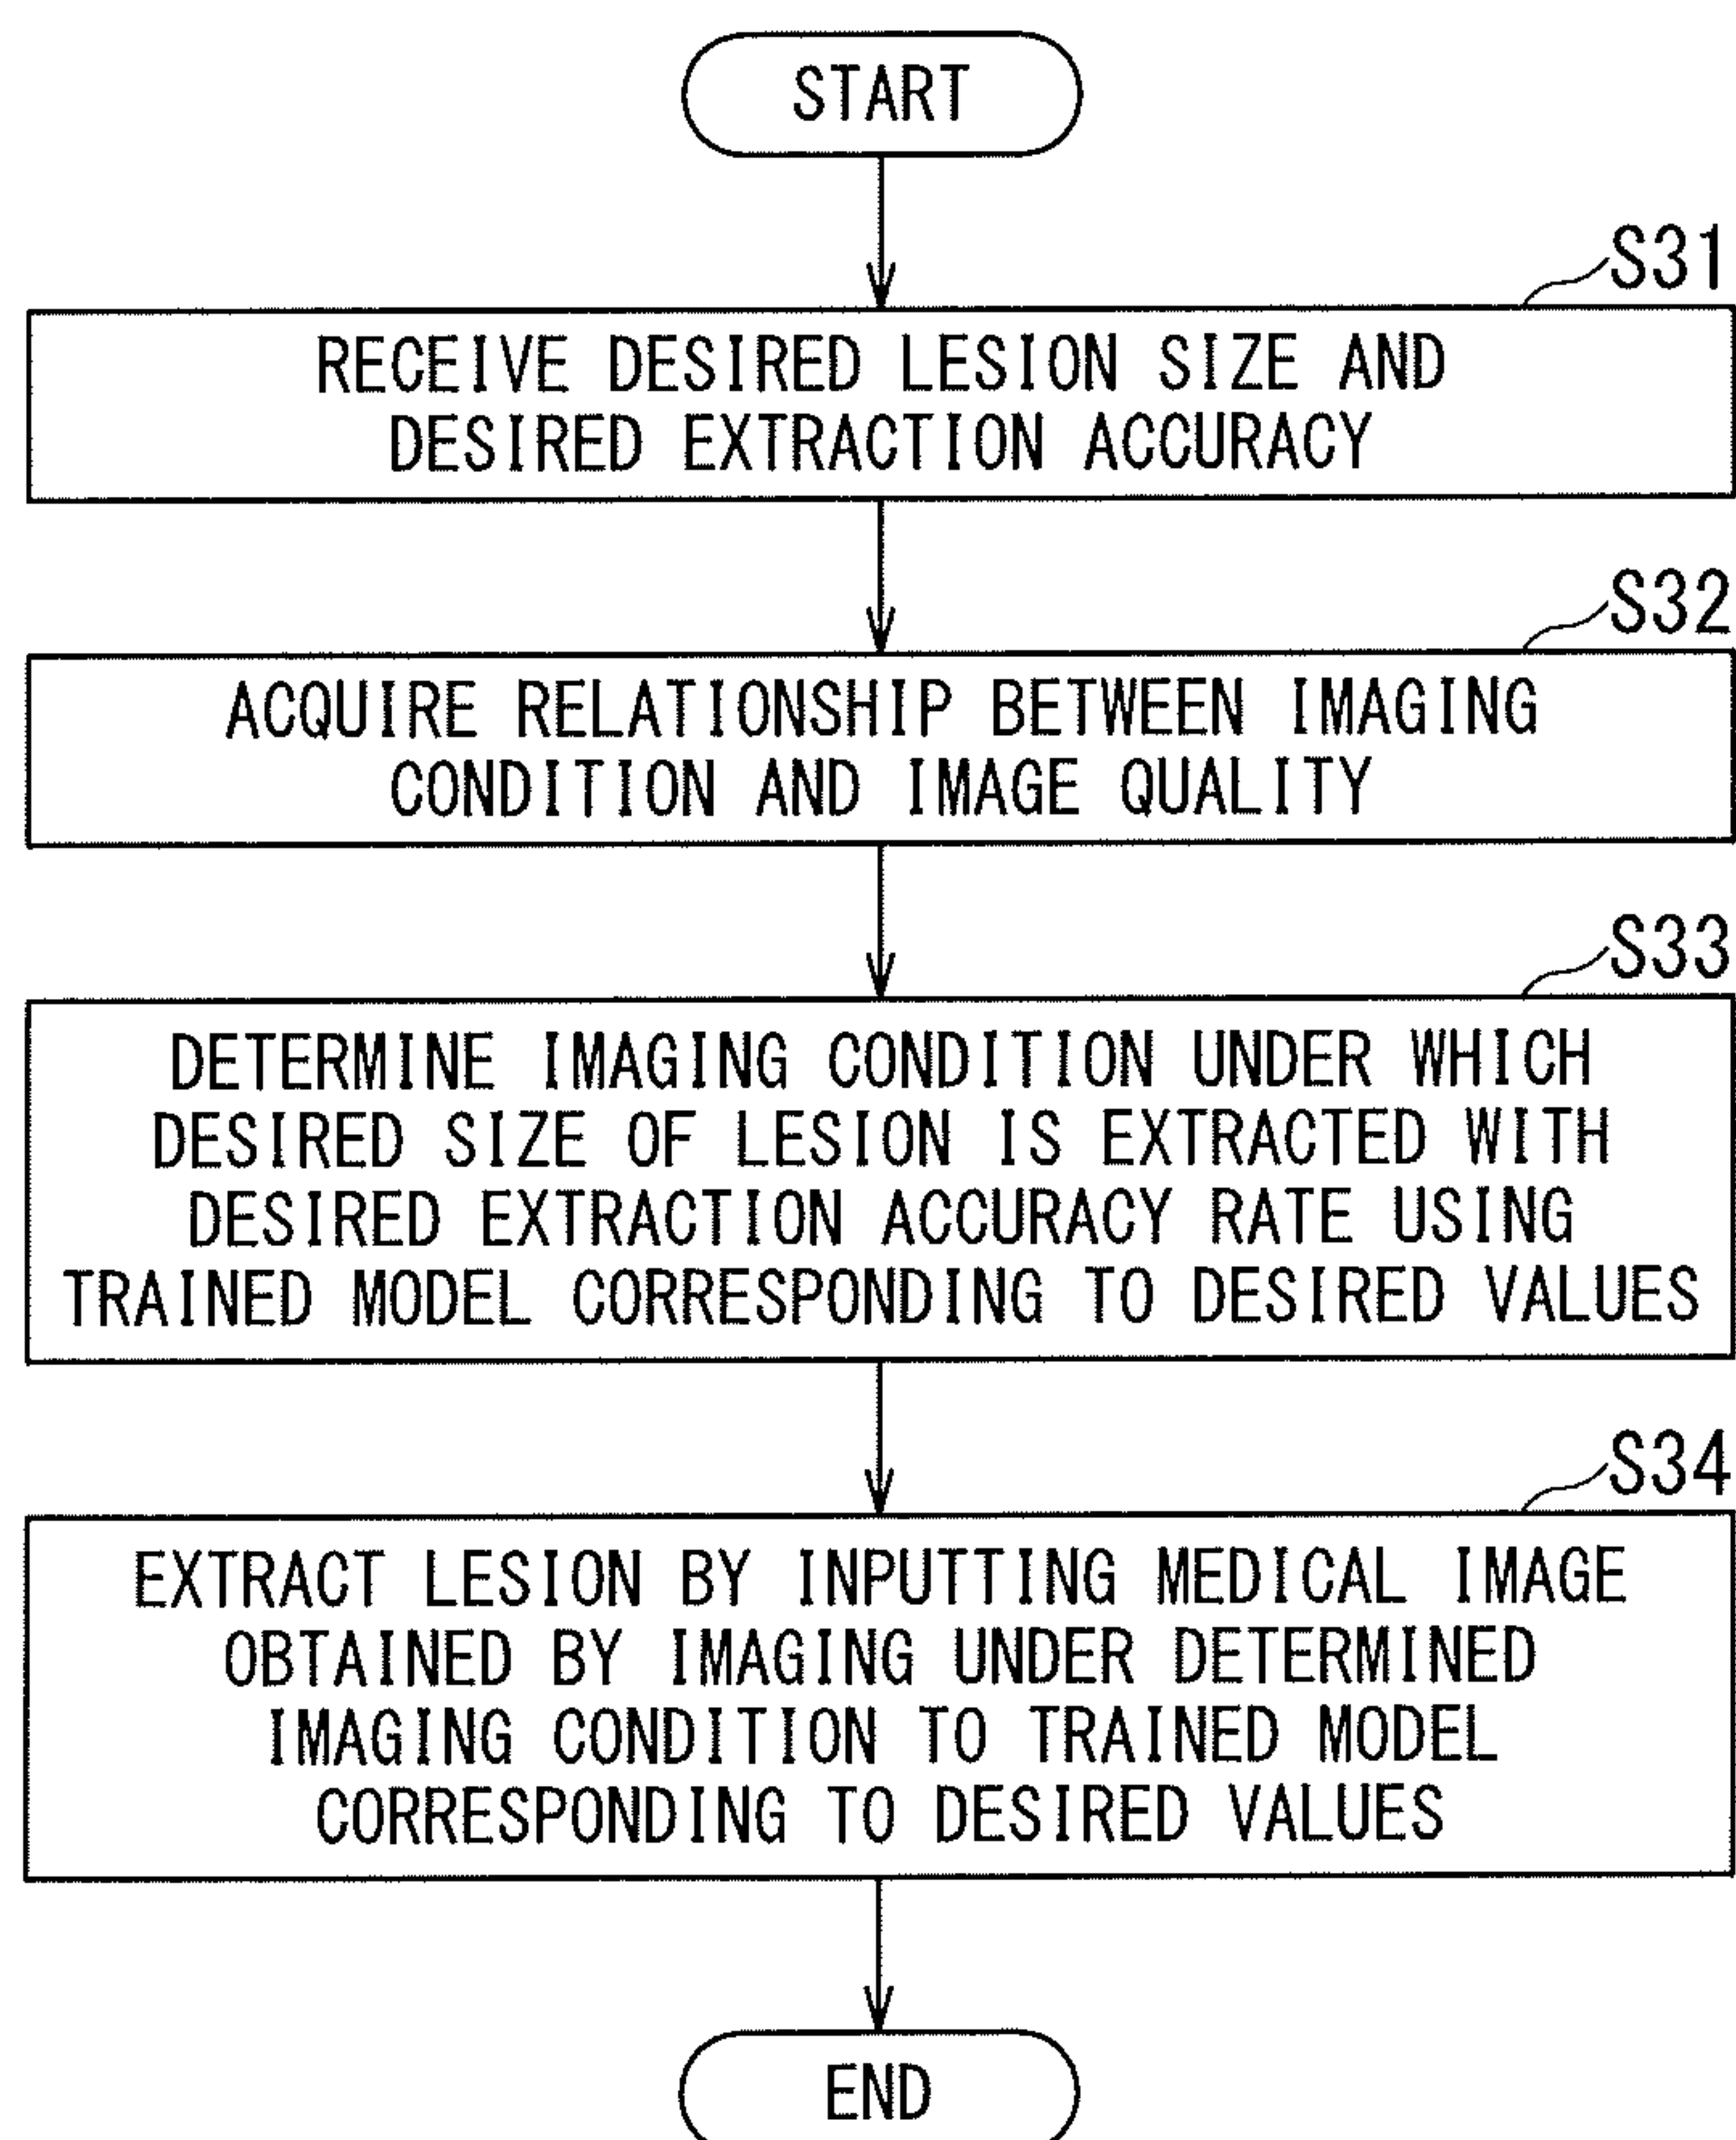 START
S31
RECEIVE DESIRED LESION SIZE AND
DESIRED EXTRACTION ACCURACY
S32
ACQUIRE RELATIONSHIP BETWEEN IMAGING
CONDITION AND IMAGE QUALITY
S33
DETERMINE IMAGING CONDITION UNDER WHICH
DESIRED SIZE OF LESION IS EXTRACTED WITH
DESIRED EXTRACTION ACCURACY RATE USING
TRAINED MODEL CORRESPONDING TO DESIRED VALUES
S34
EXTRACT LESION BY INPUTTING MEDICAL IMAGE
OBTAINED BY IMAGING UNDER DETERMINED
IMAGING CONDITION TO TRAINED MODEL
CORRESPONDING TO DESIRED VALUES
END